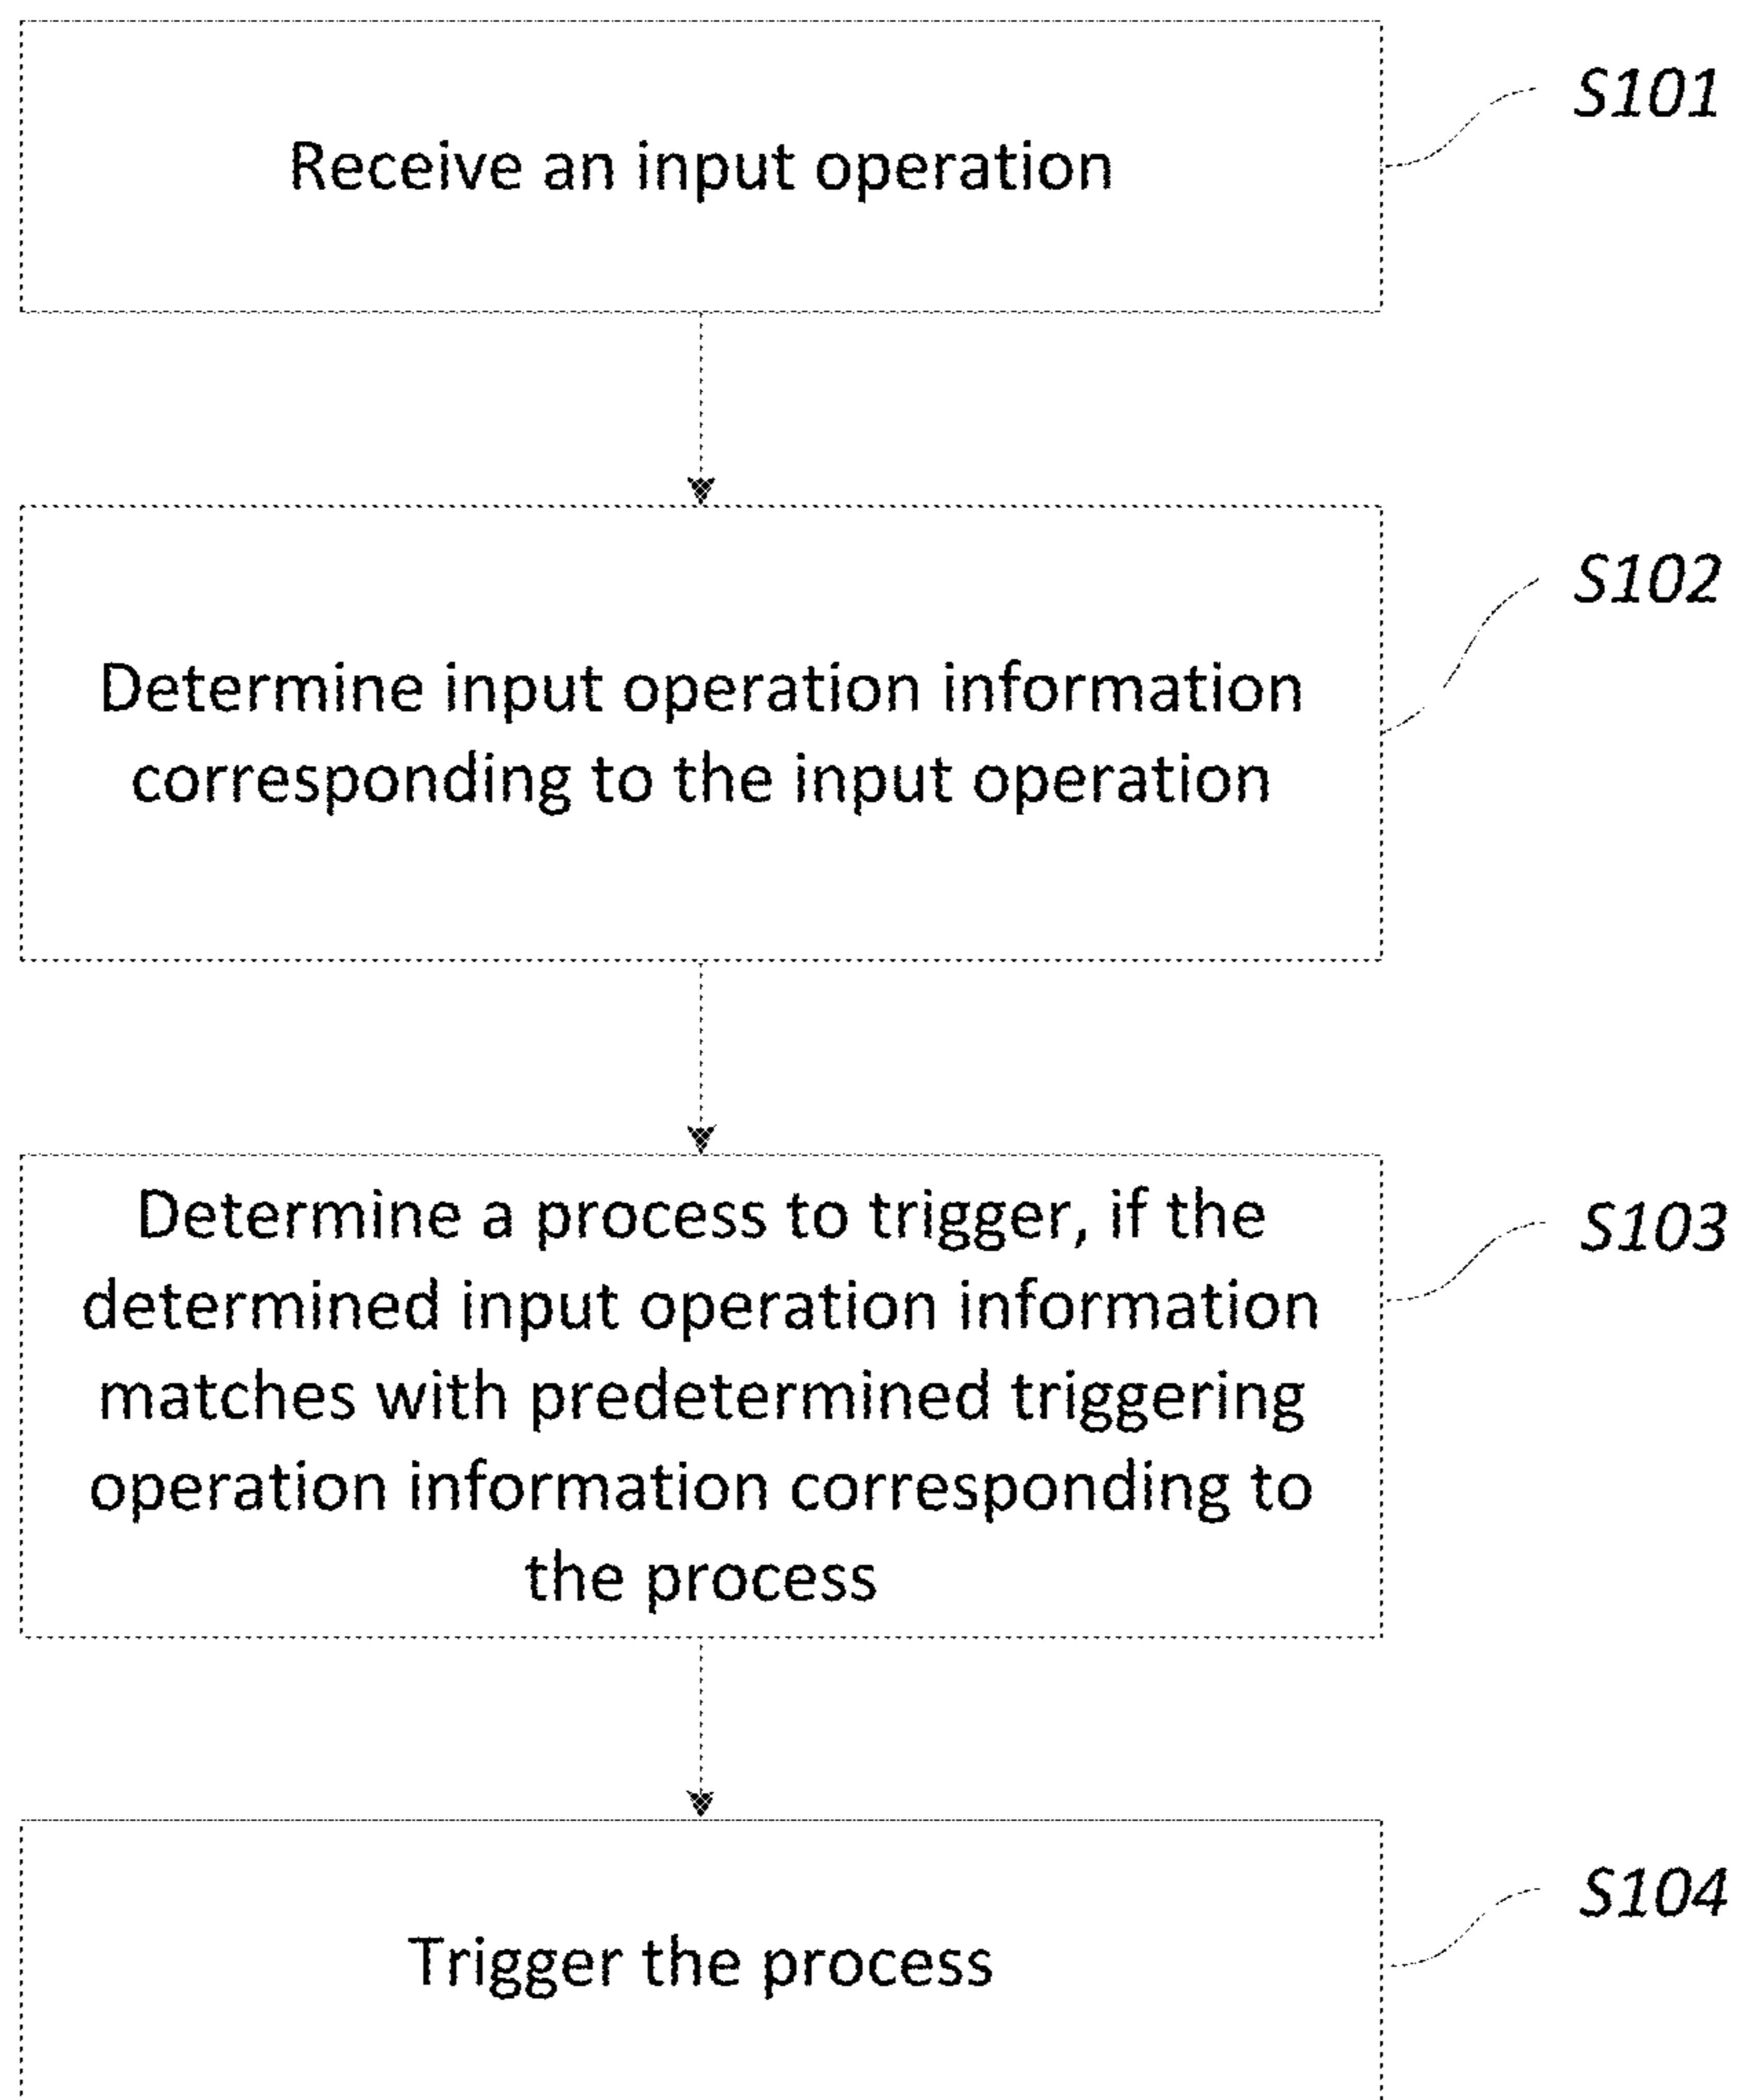 S101
Receive an input operation
S102
Determine input operation information
corresponding to the input operation
S103
Determine a process to trigger, if the
determined input operation information
matches with predetermined triggering
operation information corresponding to
the process
S104
Trigger the process